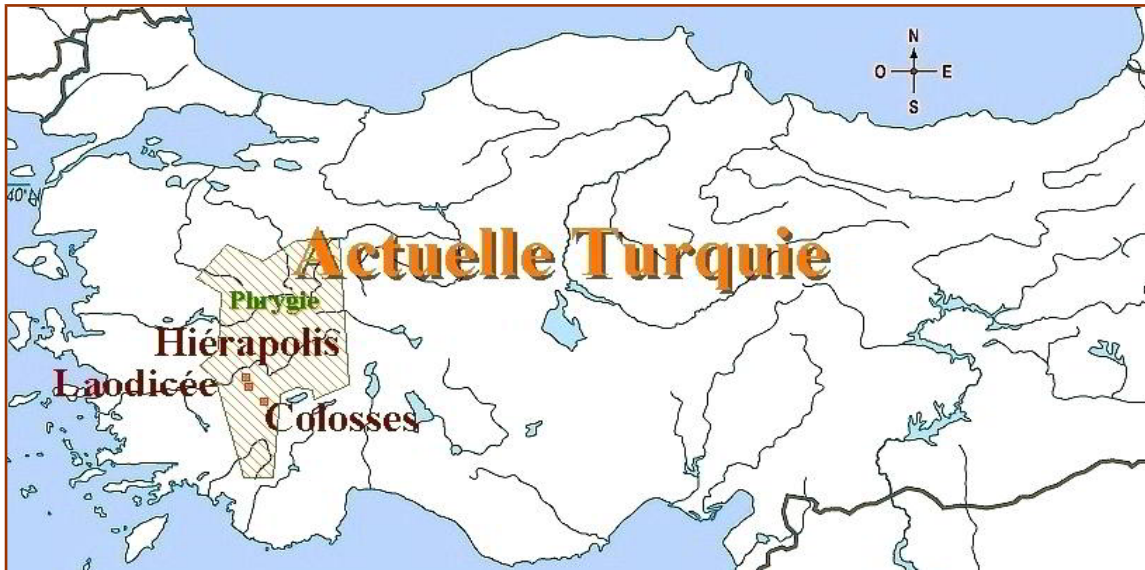 N
O E
S
40°
Actuelle Turquie
Phrygie
Hiérapolis
Laodicée
Colosses